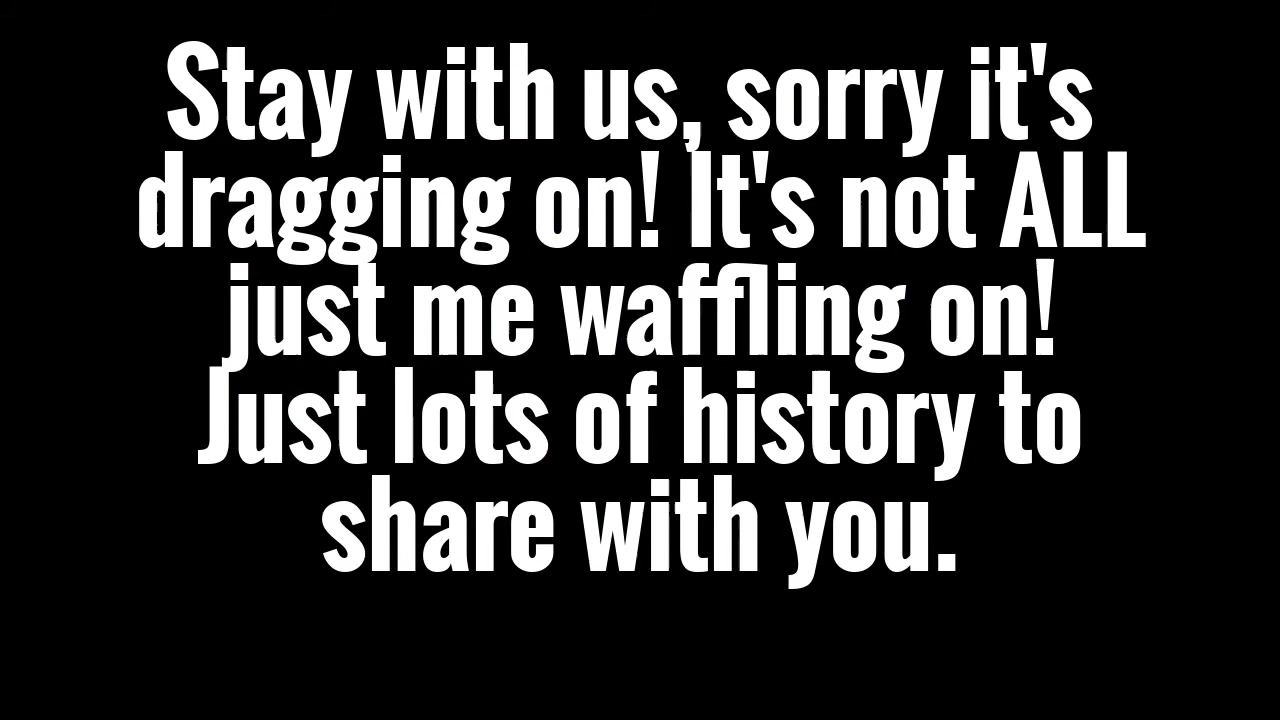 Stay with us, sorry it's
dragging on! It's not ALL
just me waffling on!
Just lots of history to
share with you.